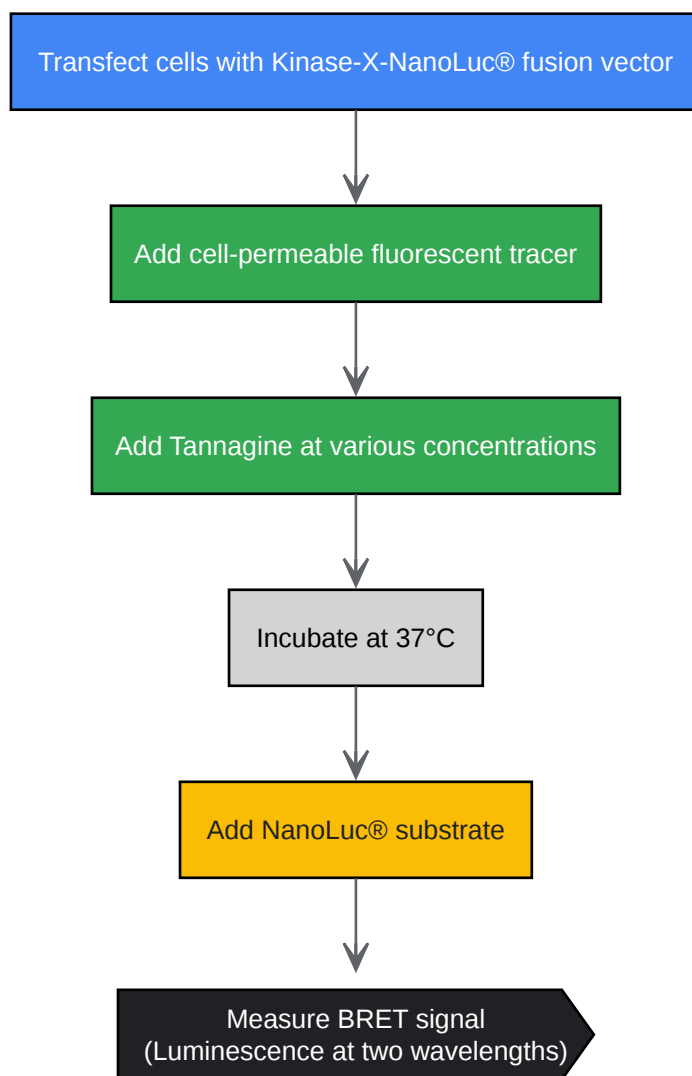 Transfect cells with Kinase-X-NanoLuc® fusion vector
Add cell-permeable fluorescent tracer
Add Tannagine at various concentrations
Incubate at 37°C
Add NanoLuc® substrate
Measure BRET signal
(Luminescence at two wavelengths)